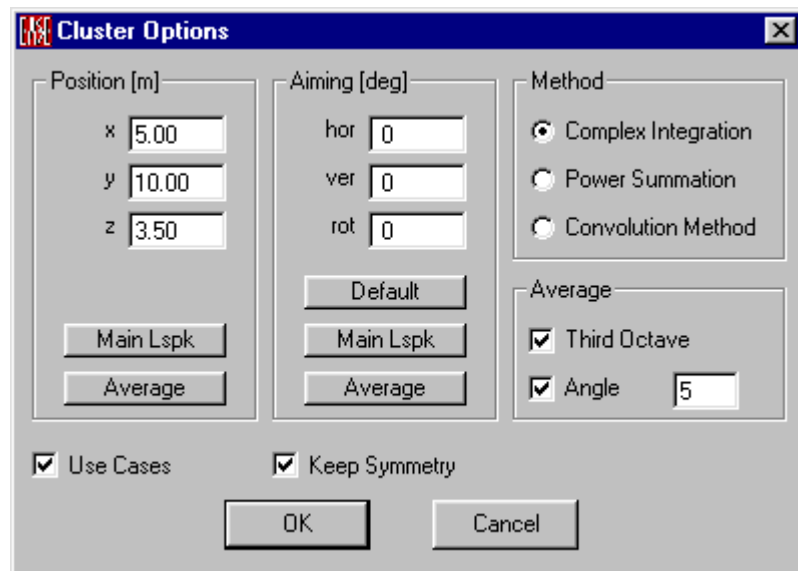 EASE Cluster Options
Position [m]
x 5.00
y 10.00
z 3.50
Main Lspk
Average
Aiming [deg]
hor 0
ver 0
rot 0
Default
Main Lspk
Average
Method
Complex Integration
Power Summation
Convolution Method
Average
Third Octave
Angle 5
Use Cases
Keep Symmetry
OK
Cancel